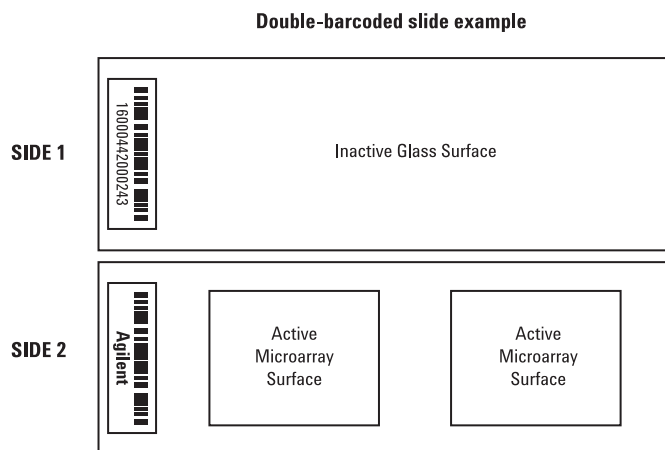 Double-barcoded slide example
SIDE 1
16000442000243
Inactive Glass Surface
SIDE 2
Agilent
Active
Microarray
Surface
Active
Microarray
Surface